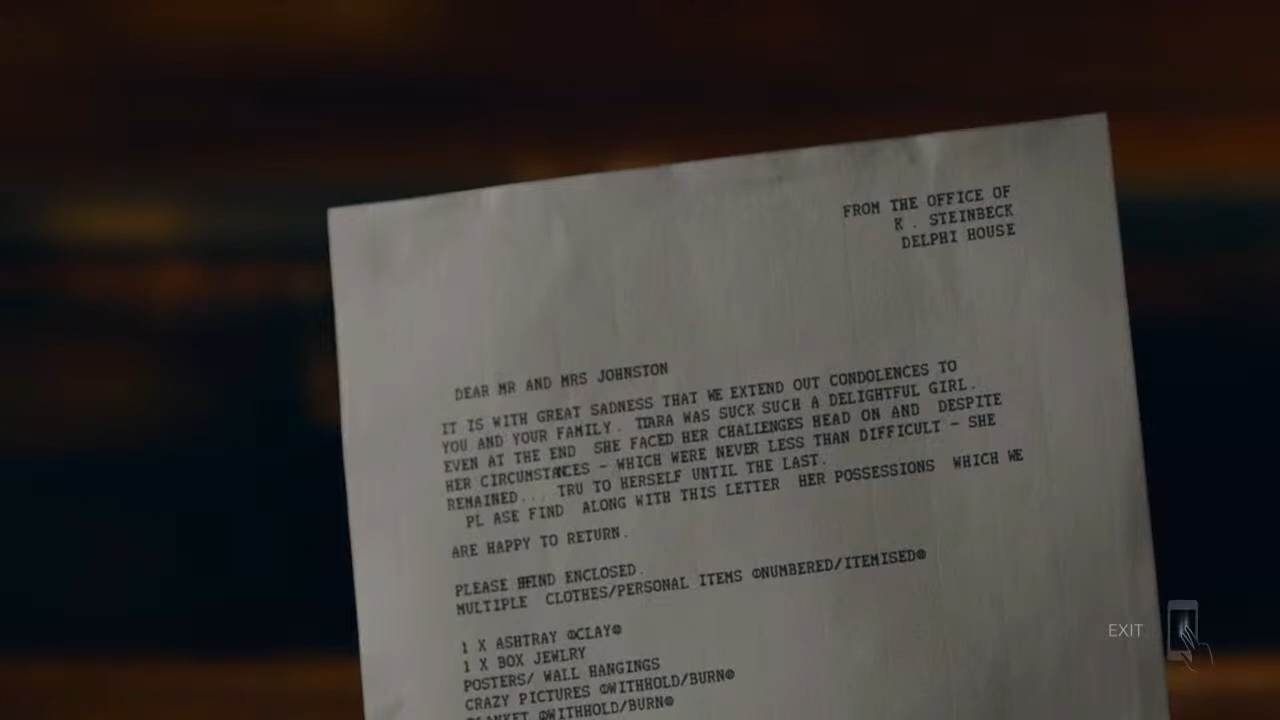 FROM THE OFFICE OF
K . STEINBECK
DELPHI HOUSE
DEAR MR AND MRS JOHNSTON
IT IS WITH GREAT SADNESS THAT WE EXTEND OUT CONDOLENCES TO
YOU AND YOUR FAMILY. TIARA WAS SUCK SUCH A DELIGHTFUL GIRL.
EVEN AT THE END SHE FACED HER CHALLENGES HEAD ON AND DESPITE
HER CIRCUMSTANCES - WHICH WERE NEVER LESS THAN DIFFICULT - SHE
REMAINED... TRU TO HERSELF UNTIL THE LAST.
PL ASE FIND ALONG WITH THIS LETTER HER POSSESSIONS WHICH WE
ARE HAPPY TO RETURN.
PLEASE FIND ENCLOSED.
MULTIPLE CLOTHES/PERSONAL ITEMS @NUMBERED/ITEMISED@
1 X ASHTRAY @CLAY@
1 X BOX JEWLRY
POSTERS/ WALL HANGINGS
CRAZY PICTURES @WITHHOLD/BURN@
BLANKET @WITHHOLD/BURN@
EXIT